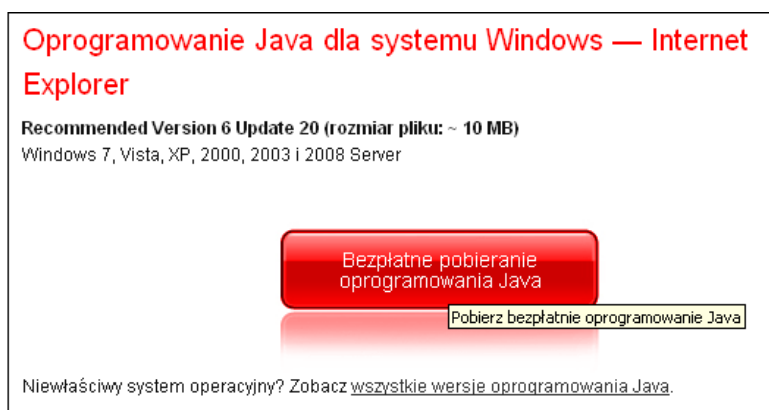 Oprogramowanie Java dla systemu Windows — Internet
Explorer
Recommended Version 6 Update 20 (rozmiar pliku: ~ 10 MB)
Windows 7, Vista, XP, 2000, 2003 i 2008 Server
Bezpłatne pobieranie
oprogramowania Java
Pobierz bezpłatnie oprogramowanie Java
Niewłaściwy system operacyjny? Zobacz wszystkie wersje oprogramowania Java.